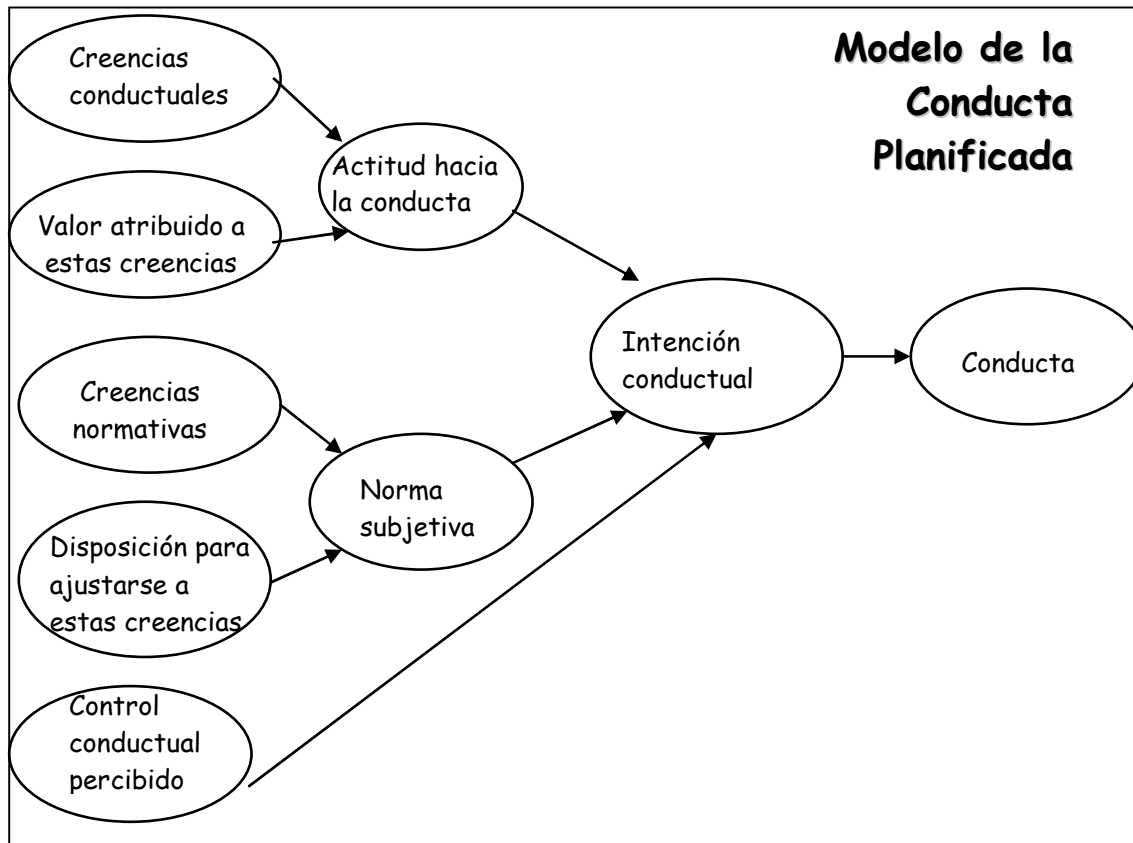 Modelo de la
Conducta
Planificada
Creencias
conductuales
Valor atribuido a
estas creencias
Actitud hacia
la conducta
Creencias
normativas
Disposición para
ajustarse a
estas creencias
Norma
subjetiva
Control
conductual
percibido
Intención
conductual
Conducta